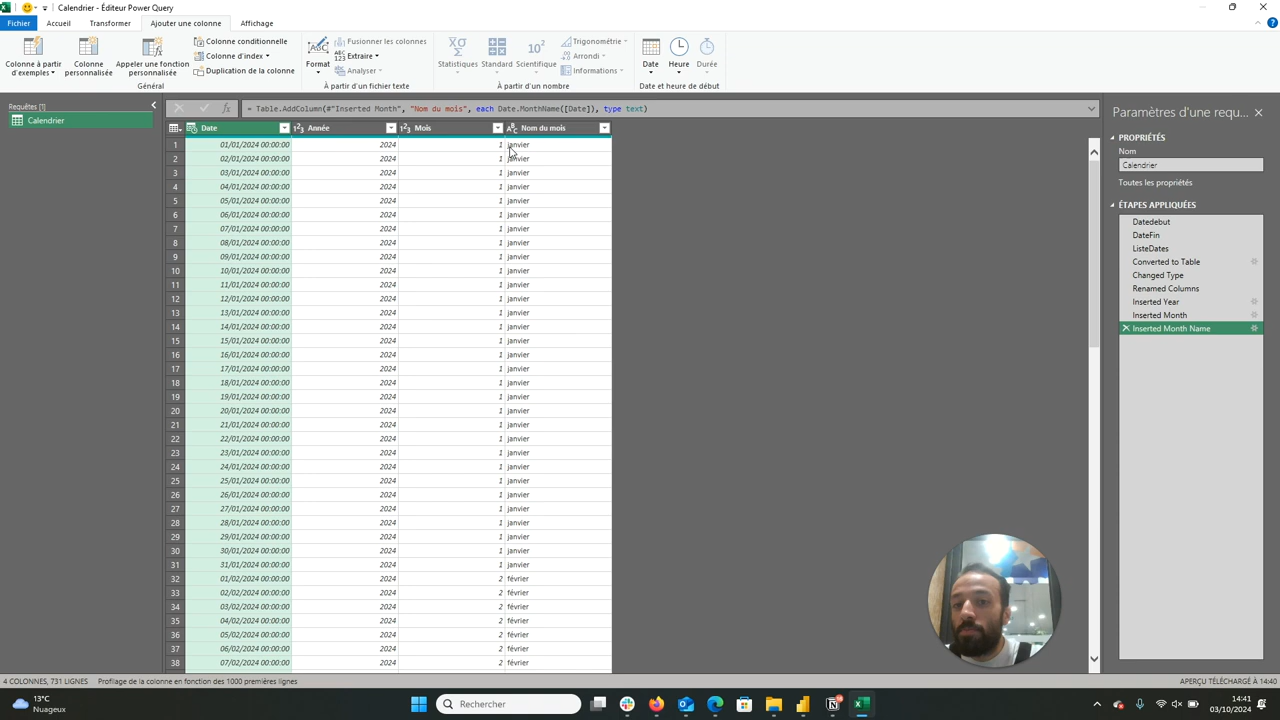 Calendrier - Éditeur Power Query
Fichier Accueil Transformer Ajouter une colonne Affichage
Colonne à partir d'exemples
Colonne personnalisée
Appeler une fonction personnalisée
Colonne conditionnelle
Colonne d'index
Duplication de la colonne
Général
Format
Fusionner les colonnes
Extraire
Analyser
À partir d'un fichier texte
Statistiques
Standard
Scientifique
10²
Trigonométrie
Arrondi
Informations
À partir d'un nombre
Date
Heure
Durée
Date et heure de début
Requêtes [1]
Calendrier
fx = Table.AddColumn(#"Inserted Month", "Nom du mois", each Date.MonthName([Date]), type text)
Date 123 Année 123 Mois ABC Nom du mois
1 01/01/2024 00:00:00 2024 1 janvier
2 02/01/2024 00:00:00 2024 1 janvier
3 03/01/2024 00:00:00 2024 1 janvier
4 04/01/2024 00:00:00 2024 1 janvier
5 05/01/2024 00:00:00 2024 1 janvier
6 06/01/2024 00:00:00 2024 1 janvier
7 07/01/2024 00:00:00 2024 1 janvier
8 08/01/2024 00:00:00 2024 1 janvier
9 09/01/2024 00:00:00 2024 1 janvier
10 10/01/2024 00:00:00 2024 1 janvier
11 11/01/2024 00:00:00 2024 1 janvier
12 12/01/2024 00:00:00 2024 1 janvier
13 13/01/2024 00:00:00 2024 1 janvier
14 14/01/2024 00:00:00 2024 1 janvier
15 15/01/2024 00:00:00 2024 1 janvier
16 16/01/2024 00:00:00 2024 1 janvier
17 17/01/2024 00:00:00 2024 1 janvier
18 18/01/2024 00:00:00 2024 1 janvier
19 19/01/2024 00:00:00 2024 1 janvier
20 20/01/2024 00:00:00 2024 1 janvier
21 21/01/2024 00:00:00 2024 1 janvier
22 22/01/2024 00:00:00 2024 1 janvier
23 23/01/2024 00:00:00 2024 1 janvier
24 24/01/2024 00:00:00 2024 1 janvier
25 25/01/2024 00:00:00 2024 1 janvier
26 26/01/2024 00:00:00 2024 1 janvier
27 27/01/2024 00:00:00 2024 1 janvier
28 28/01/2024 00:00:00 2024 1 janvier
29 29/01/2024 00:00:00 2024 1 janvier
30 30/01/2024 00:00:00 2024 1 janvier
31 31/01/2024 00:00:00 2024 1 janvier
32 01/02/2024 00:00:00 2024 2 février
33 02/02/2024 00:00:00 2024 2 février
34 03/02/2024 00:00:00 2024 2 février
35 04/02/2024 00:00:00 2024 2 février
36 05/02/2024 00:00:00 2024 2 février
37 06/02/2024 00:00:00 2024 2 février
38 07/02/2024 00:00:00 2024 2 février
Paramètres d'une requ...
PROPRIÉTÉS
Nom
Calendrier
Toutes les propriétés
ÉTAPES APPLIQUÉES
Datedebut
DateFin
ListeDates
Converted to Table
Changed Type
Renamed Columns
Inserted Year
Inserted Month
Inserted Month Name
4 COLONNES, 731 LIGNES Profilage de la colonne en fonction des 1000 premières lignes
APERÇU TÉLÉCHARGÉ À 14:40
13°C
Nuageux
Rechercher
14:41
03/10/2024